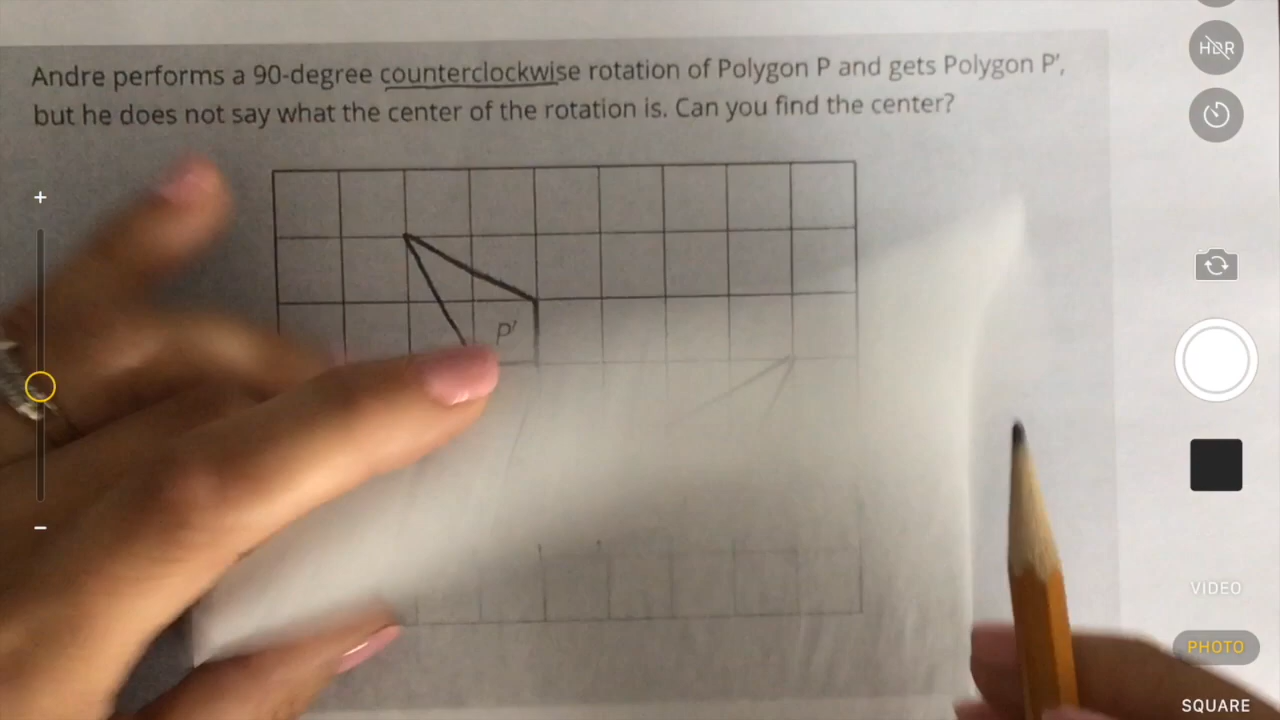 Andre performs a 90-degree counterclockwise rotation of Polygon P and gets Polygon P′,
but he does not say what the center of the rotation is. Can you find the center?
P′
HDR
+
−
VIDEO
PHOTO
SQUARE